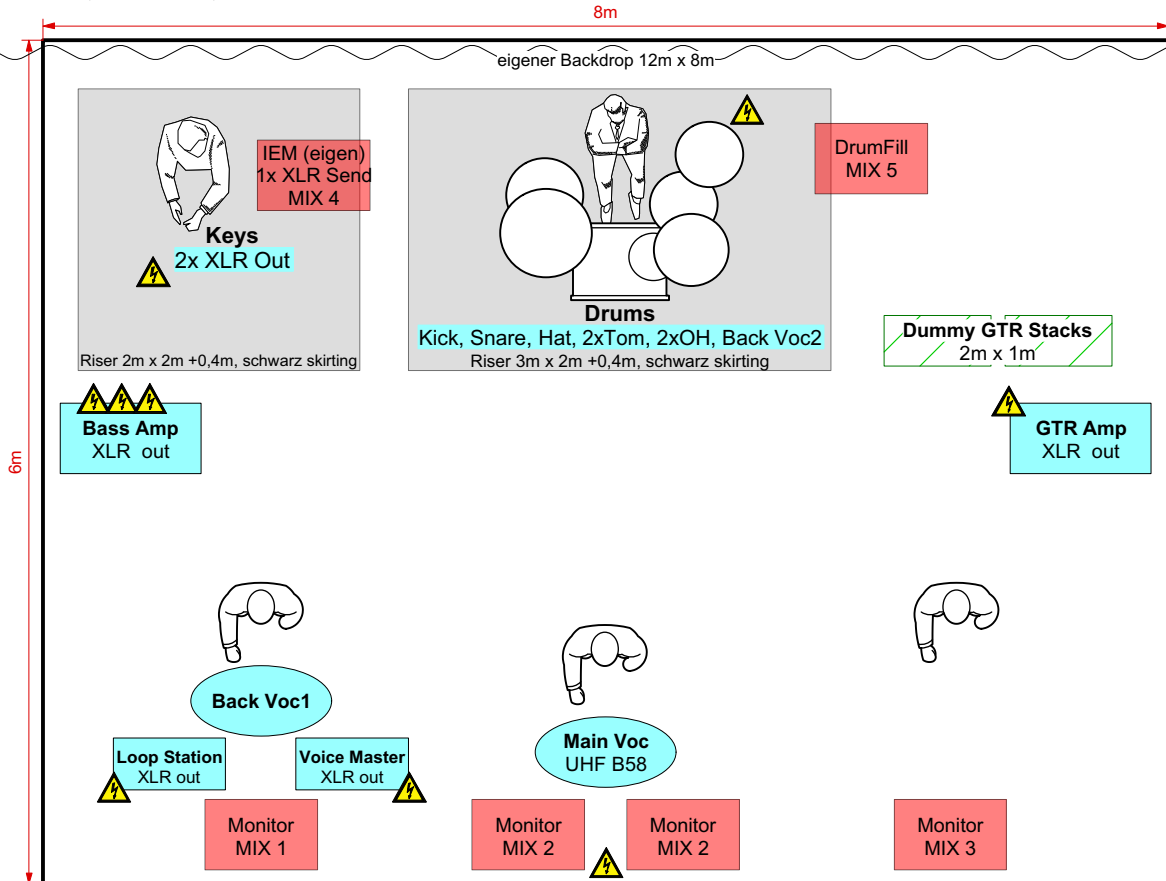 8m
eigener Backdrop 12m x 8m
IEM (eigen)
1x XLR Send
MIX 4
Keys
2x XLR Out
Riser 2m x 2m +0,4m, schwarz skirting
DrumFill
MIX 5
Drums
Kick, Snare, Hat, 2xTom, 2xOH, Back Voc2
Riser 3m x 2m +0,4m, schwarz skirting
Dummy GTR Stacks
2m x 1m
6m
Bass Amp
XLR out
GTR Amp
XLR out
Back Voc1
Loop Station
XLR out
Voice Master
XLR out
Main Voc
UHF B58
Monitor
MIX 1
Monitor
MIX 2
Monitor
MIX 2
Monitor
MIX 3